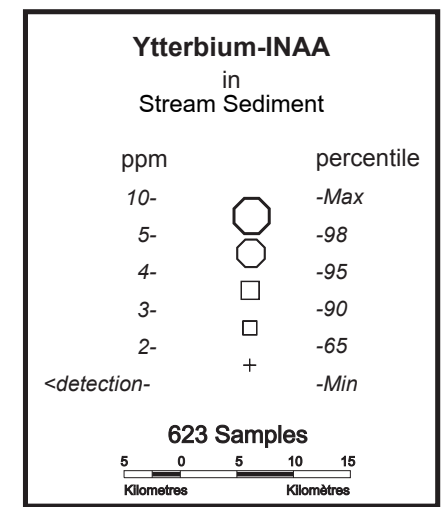 Ytterbium-INAA
in
Stream Sediment
ppm percentile
10- -Max
5- -98
4- -95
3- -90
2- -65
<detection- -Min
623 Samples
5 0 5 10 15
Kilometres Kilomètres